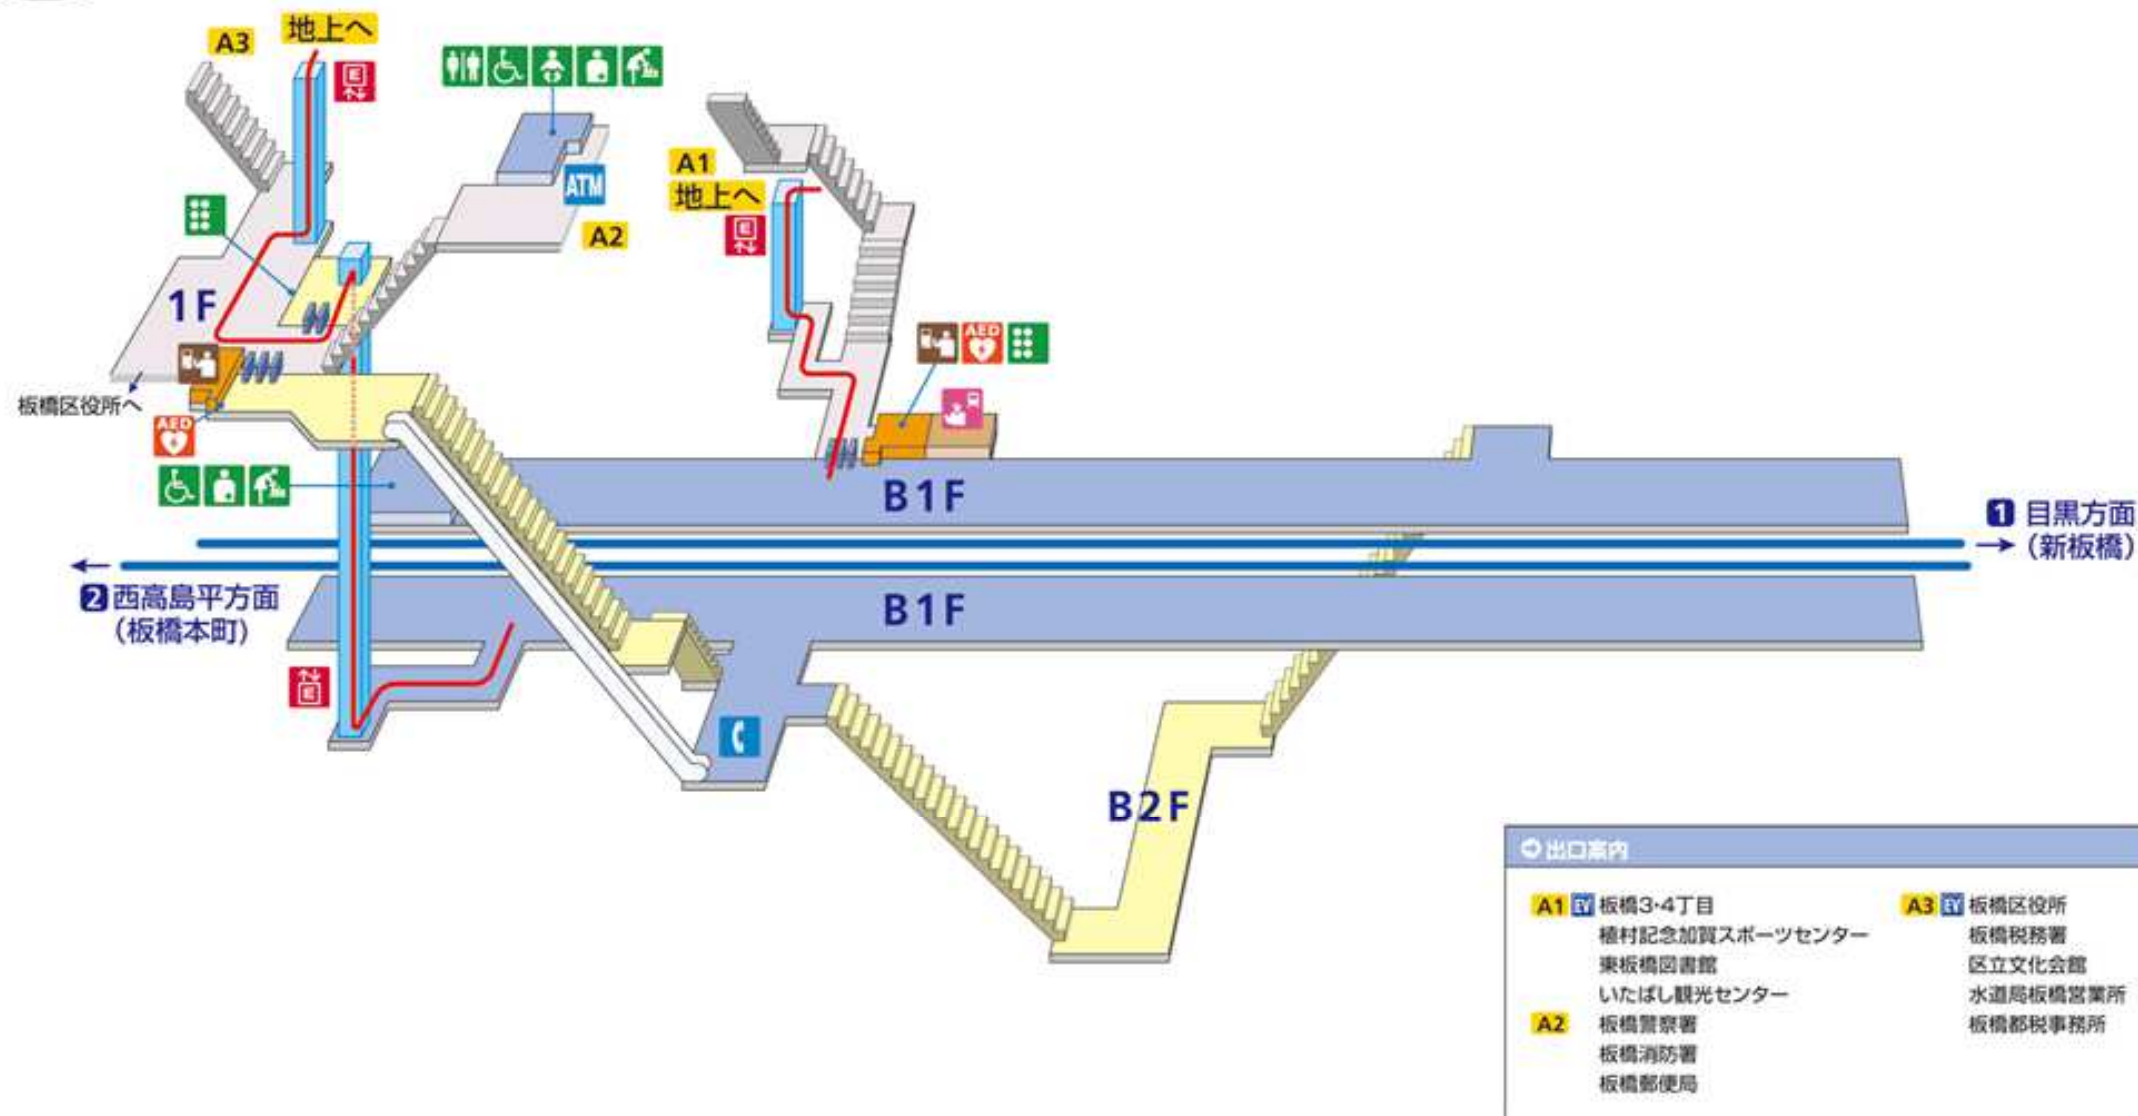 A3
地上へ
E
A1
地上へ
E
ATM
A2
1F
AED
板橋区役所へ
AED
B1F
1 目黒方面
(新板橋)
2 西高島平方面
(板橋本町)
B1F
E
B2F
出口案内
A1 EV 板橋3・4丁目
植村記念加賀スポーツセンター
東板橋図書館
いたばし観光センター
A2 板橋警察署
板橋消防署
板橋郵便局
A3 EV 板橋区役所
板橋税務署
区立文化会館
水道局板橋営業所
板橋都税事務所